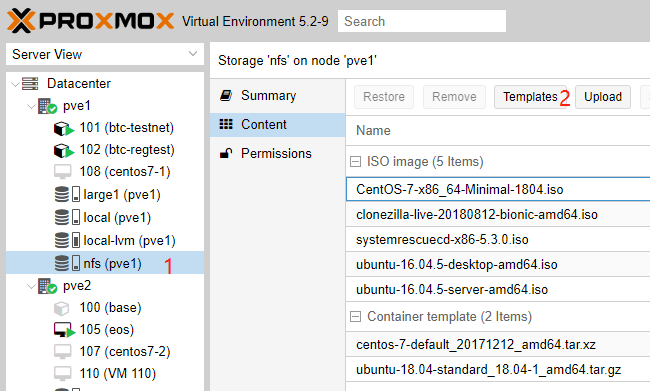 PROXMOX Virtual Environment 5.2-9 Search
Server View
Storage 'nfs' on node 'pve1'
Datacenter
pve1
101 (btc-testnet)
102 (btc-regtest)
108 (centos7-1)
large1 (pve1)
local (pve1)
local-lvm (pve1)
nfs (pve1) 1
pve2
100 (base)
105 (eos)
107 (centos7-2)
110 (VM 110)
Summary
Content
Permissions
Restore Remove Templates 2 Upload
Name
ISO image (5 Items)
CentOS-7-x86_64-Minimal-1804.iso
clonezilla-live-20180812-bionic-amd64.iso
systemrescuecd-x86-5.3.0.iso
ubuntu-16.04.5-desktop-amd64.iso
ubuntu-16.04.5-server-amd64.iso
Container template (2 Items)
centos-7-default_20171212_amd64.tar.xz
ubuntu-18.04-standard_18.04-1_amd64.tar.gz